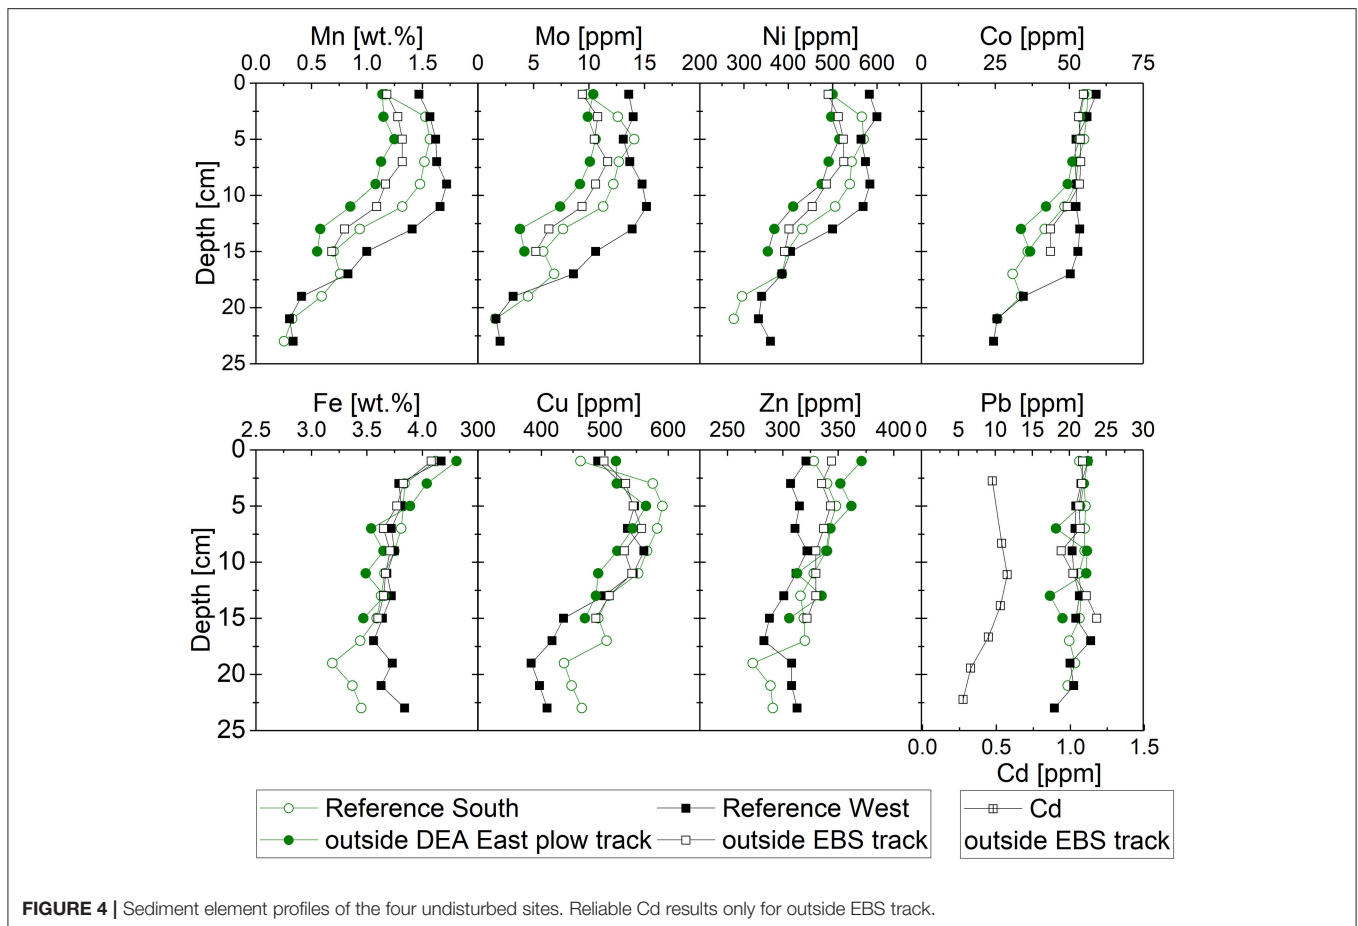 Mn [wt.%] Mo [ppm] Ni [ppm] Co [ppm]
0.0 0.5 1.0 1.5 0 5 10 15 200 300 400 500 600 0 25 50 75
0
5
10
15
20
25
Depth [cm]
Fe [wt.%] Cu [ppm] Zn [ppm] Pb [ppm]
2.5 3.0 3.5 4.0 300 400 500 600 250 300 350 400 0 5 10 15 20 25 30
0
5
10
15
20
25
Depth [cm]
0.0 0.5 1.0 1.5
Cd [ppm]
Reference South Reference West Cd
outside DEA East plow track outside EBS track outside EBS track
FIGURE 4 | Sediment element profiles of the four undisturbed sites. Reliable Cd results only for outside EBS track.